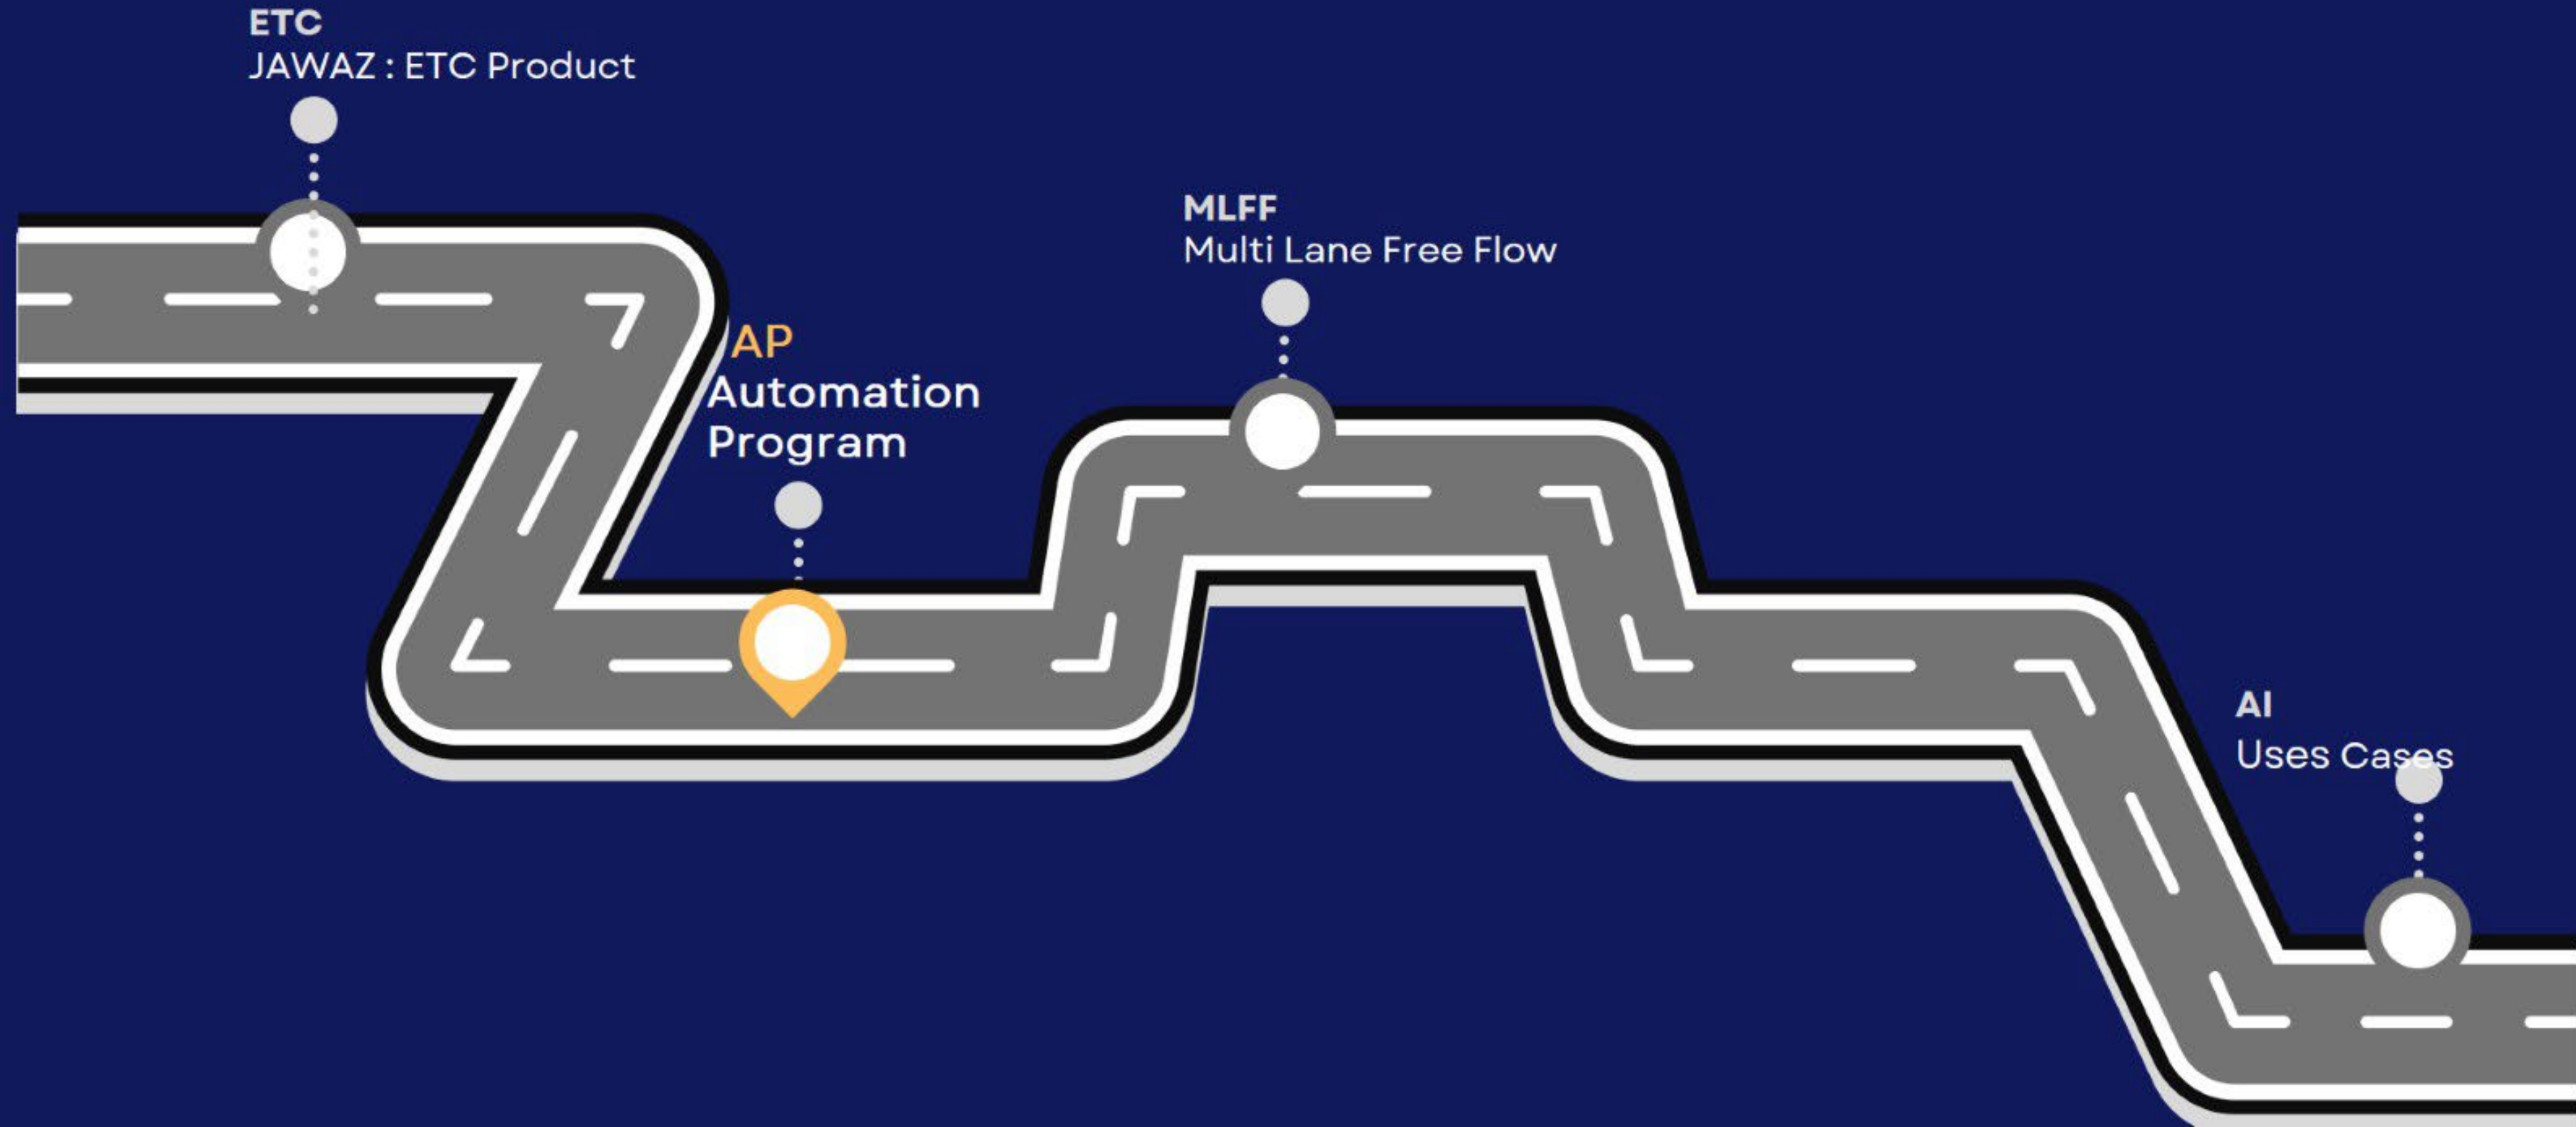 ETC
JAWAZ : ETC Product
AP
Automation
Program
MLFF
Multi Lane Free Flow
AI
Uses Cases